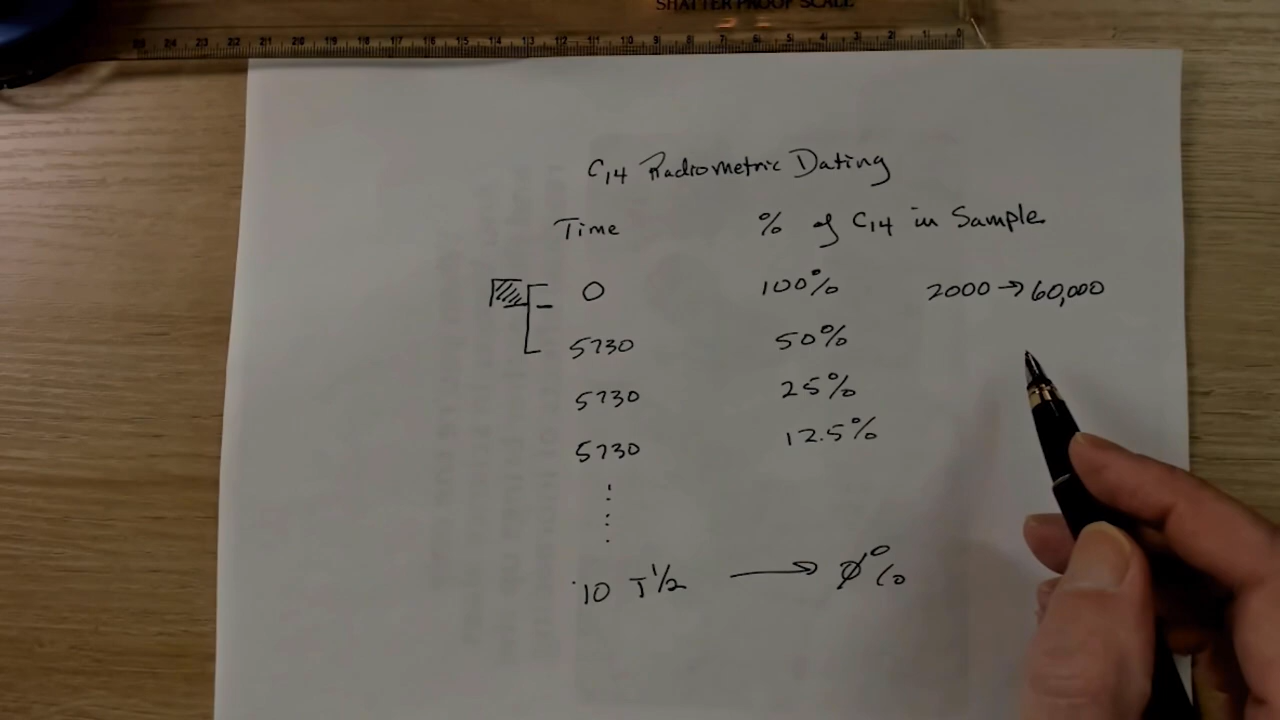 SHATTER PROOF SCALE
C14 Radiometric Dating
Time % of C14 in Sample
0 100% 2000 → 60,000
5730 50%
5730 25%
5730 12.5%
10 T1/2 → 0%